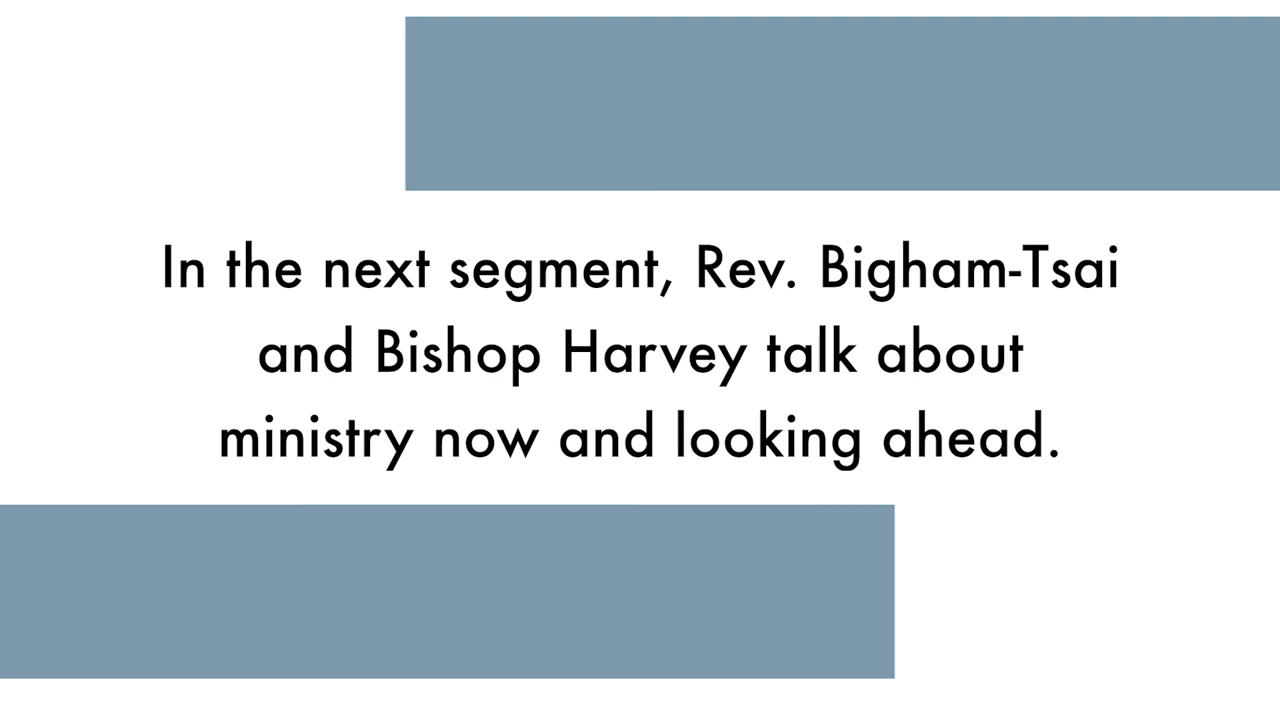 In the next segment, Rev. Bigham-Tsai
and Bishop Harvey talk about
ministry now and looking ahead.